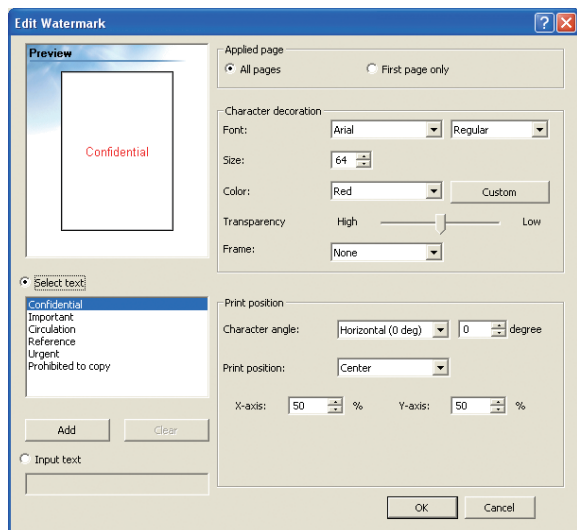 Edit Watermark
Preview
Confidential
Applied page
All pages
First page only
Character decoration
Font: Arial Regular
Size: 64
Color: Red Custom
Transparency High Low
Frame: None
Select text
Confidential
Important
Circulation
Reference
Urgent
Prohibited to copy
Add Clear
Input text
Print position
Character angle: Horizontal (0 deg) 0 degree
Print position: Center
X-axis: 50 % Y-axis: 50 %
OK Cancel